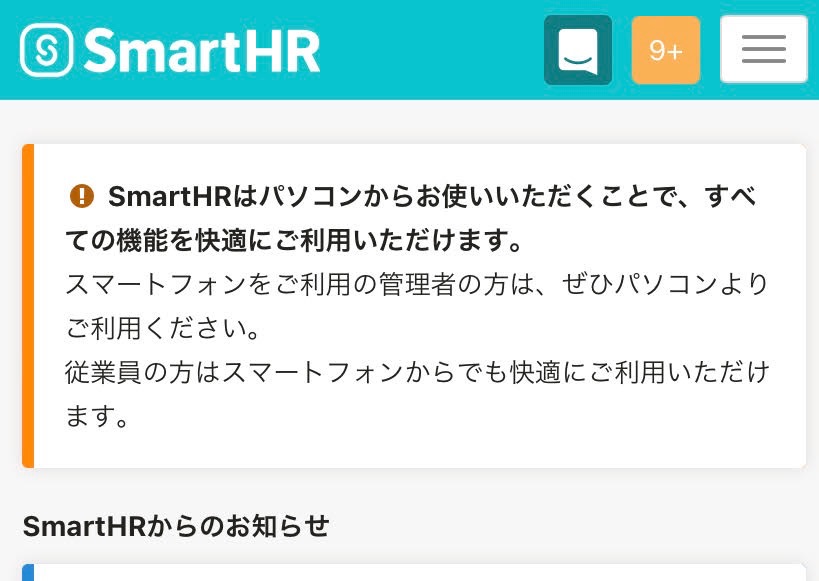 SmartHR
9+
SmartHRはパソコンからお使いいただくことで、すべ
ての機能を快適にご利用いただけます。
スマートフォンをご利用の管理者の方は、ぜひパソコンより
ご利用ください。
従業員の方はスマートフォンからでも快適にご利用いただけ
ます。
SmartHRからのお知らせ